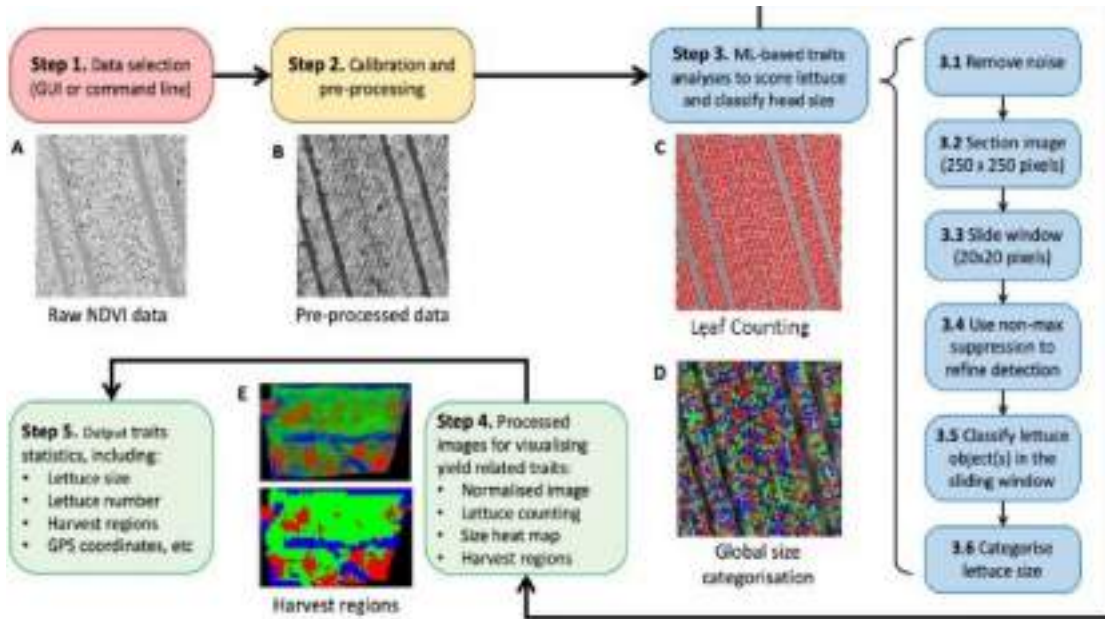 Step 1. Data selection
(GUI or command line)
Step 2. Calibration and
pre-processing
Step 3. ML-based traits
analyses to score lettuce
and classify head size
3.1 Remove noise
3.2 Section image
(250 x 250 pixels)
3.3 Slide window
(20x20 pixels)
3.4 Use non-max
suppression to
refine detection
3.5 Classify lettuce
object(s) in the
sliding window
3.6 Categorise
lettuce size
A
Raw NDVI data
B
Pre-processed data
C
Leaf Counting
D
Global size
categorisation
Step 4. Processed
images for visualising
yield related traits:
• Normalised image
• Lettuce counting
• Size heat map
• Harvest regions
E
Harvest regions
Step 5. Output traits
statistics, including:
• Lettuce size
• Lettuce number
• Harvest regions
• GPS coordinates, etc